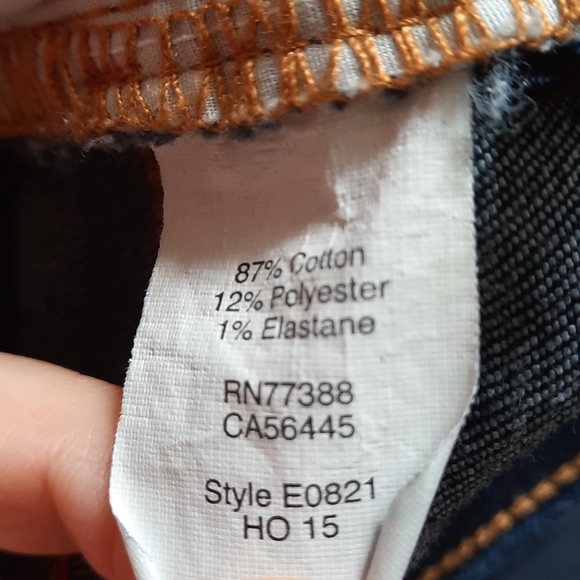 87% Cotton
12% Polyester
1% Elastane
RN77388
CA56445
Style E0821
HO 15